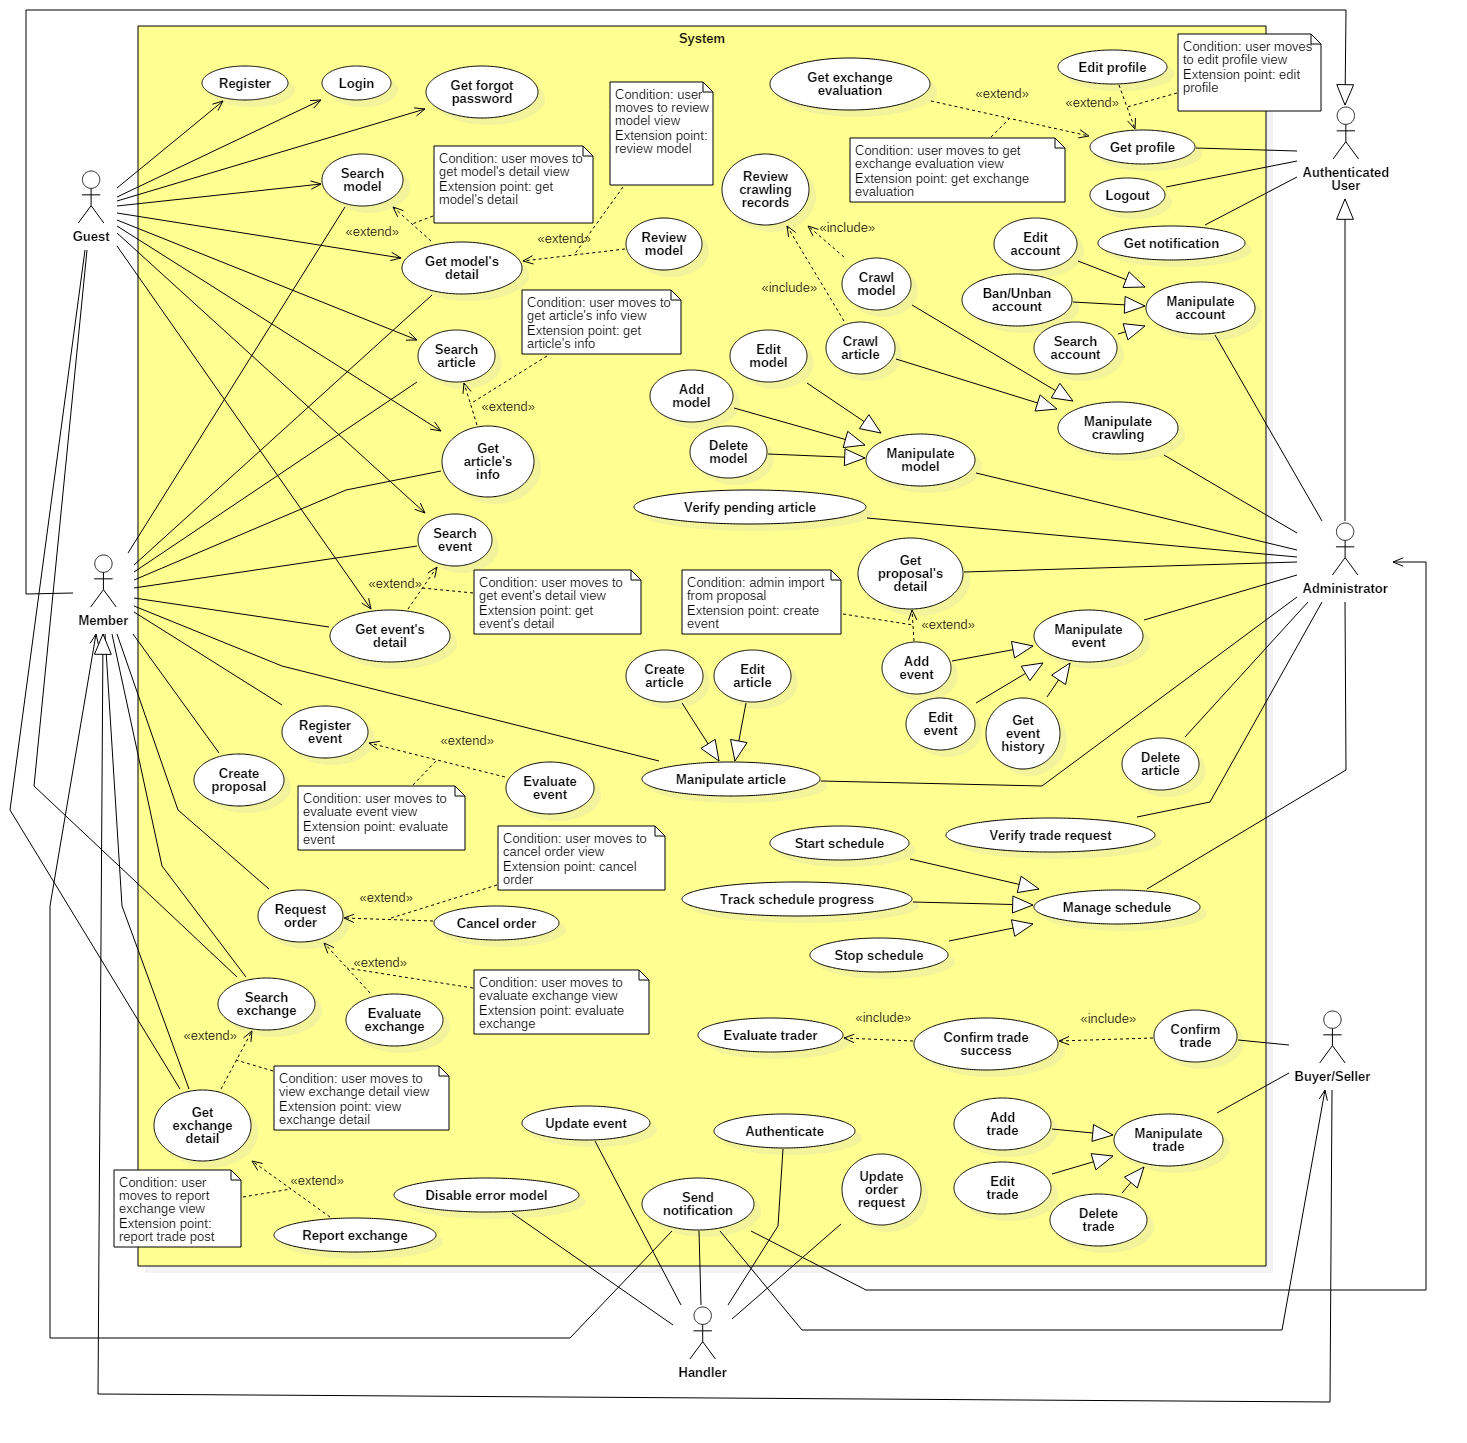 System
Register
Login
Get forgot
password
Get exchange
evaluation
Edit profile
Condition: user moves
to edit profile view
Extension point: edit
profile
«extend»
«extend»
Condition: user
moves to review
model view
Extension point:
review model
Condition: user moves to get
exchange evaluation view
Extension point: get exchange
evaluation
Get profile
Authenticated
User
Condition: user moves to
get model's detail view
Extension point: get
model's detail
Search
model
Review
crawling
records
Logout
Guest
«extend»
«extend»
Review
model
«include»
Edit
account
Get notification
Get model's
detail
Crawl
model
«include»
Ban/Unban
account
Manipulate
account
Condition: user moves to
get article's info view
Extension point: get
article's info
Search
article
Edit
model
Crawl
article
Search
account
Add
model
«extend»
Manipulate
crawling
Get
article's
info
Delete
model
Manipulate
model
Verify pending article
Search
event
Get
proposal's
detail
Administrator
«extend»
Condition: user moves to
get event's detail view
Extension point: get
event's detail
Condition: admin import
from proposal
Extension point: create
event
«extend»
Member
Get event's
detail
Manipulate
event
Create
article
Edit
article
Add
event
Edit
event
Get
event
history
Register
event
«extend»
Create
proposal
Evaluate
event
Manipulate article
Delete
article
Condition: user moves to
evaluate event view
Extension point: evaluate
event
Condition: user moves to
cancel order view
Extension point: cancel
order
Start schedule
Verify trade request
«extend»
Track schedule progress
Manage schedule
Request
order
Cancel order
Stop schedule
«extend»
Condition: user moves to
evaluate exchange view
Extension point: evaluate
exchange
Search
exchange
Evaluate
exchange
«extend»
Evaluate trader
«include»
Confirm trade
success
«include»
Confirm
trade
Buyer/Seller
Condition: user moves to
view exchange detail view
Extension point: view
exchange detail
Get
exchange
detail
Update event
Authenticate
Add
trade
Manipulate
trade
Condition: user
moves to report
exchange view
Extension point:
report trade post
«extend»
Disable error model
Send
notification
Update
order
request
Edit
trade
Delete
trade
Report exchange
Handler